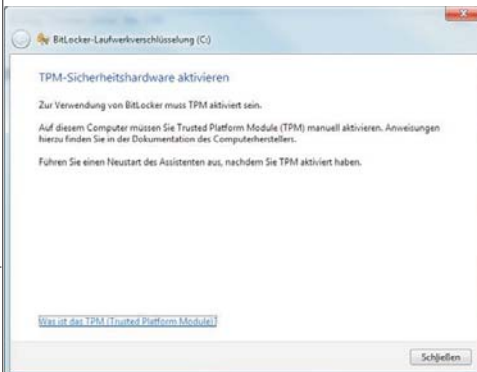 BitLocker-Laufwerkverschlüsselung (C:)
TPM-Sicherheitshardware aktivieren
Zur Verwendung von BitLocker muss TPM aktiviert sein.
Auf diesem Computer müssen Sie Trusted Platform Module (TPM) manuell aktivieren. Anweisungen
hierzu finden Sie in der Dokumentation des Computerherstellers.
Führen Sie einen Neustart des Assistenten aus, nachdem Sie TPM aktiviert haben.
Was ist das TPM (Trusted Platform Module)?
Schließen